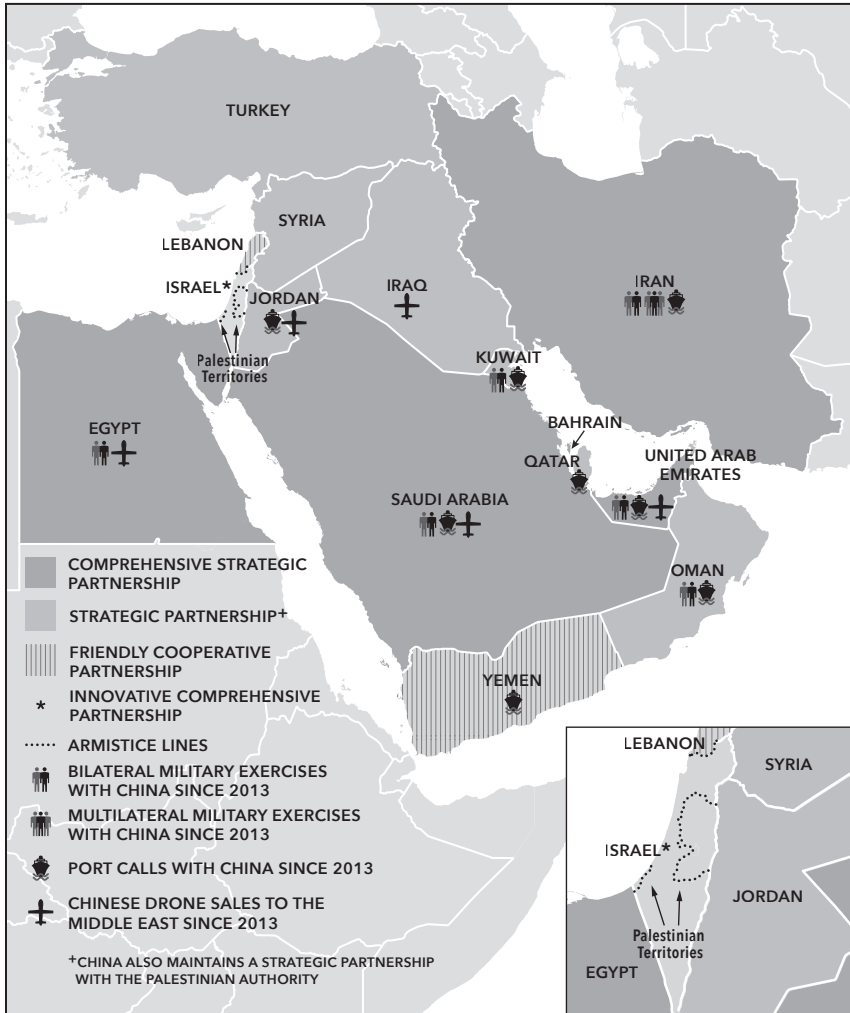 TURKEY
SYRIA
LEBANON
ISRAEL*
JORDAN
IRAQ
IRAN
Palestinian
Territories
KUWAIT
EGYPT
BAHRAIN
QATAR
UNITED ARAB
EMIRATES
SAUDI ARABIA
OMAN
YEMEN
COMPREHENSIVE STRATEGIC
PARTNERSHIP
STRATEGIC PARTNERSHIP+
FRIENDLY COOPERATIVE
PARTNERSHIP
* INNOVATIVE COMPREHENSIVE
PARTNERSHIP
ARMISTICE LINES
BILATERAL MILITARY EXERCISES
WITH CHINA SINCE 2013
MULTILATERAL MILITARY EXERCISES
WITH CHINA SINCE 2013
PORT CALLS WITH CHINA SINCE 2013
CHINESE DRONE SALES TO THE
MIDDLE EAST SINCE 2013
+CHINA ALSO MAINTAINS A STRATEGIC PARTNERSHIP
WITH THE PALESTINIAN AUTHORITY
LEBANON
SYRIA
ISRAEL*
JORDAN
Palestinian
Territories
EGYPT